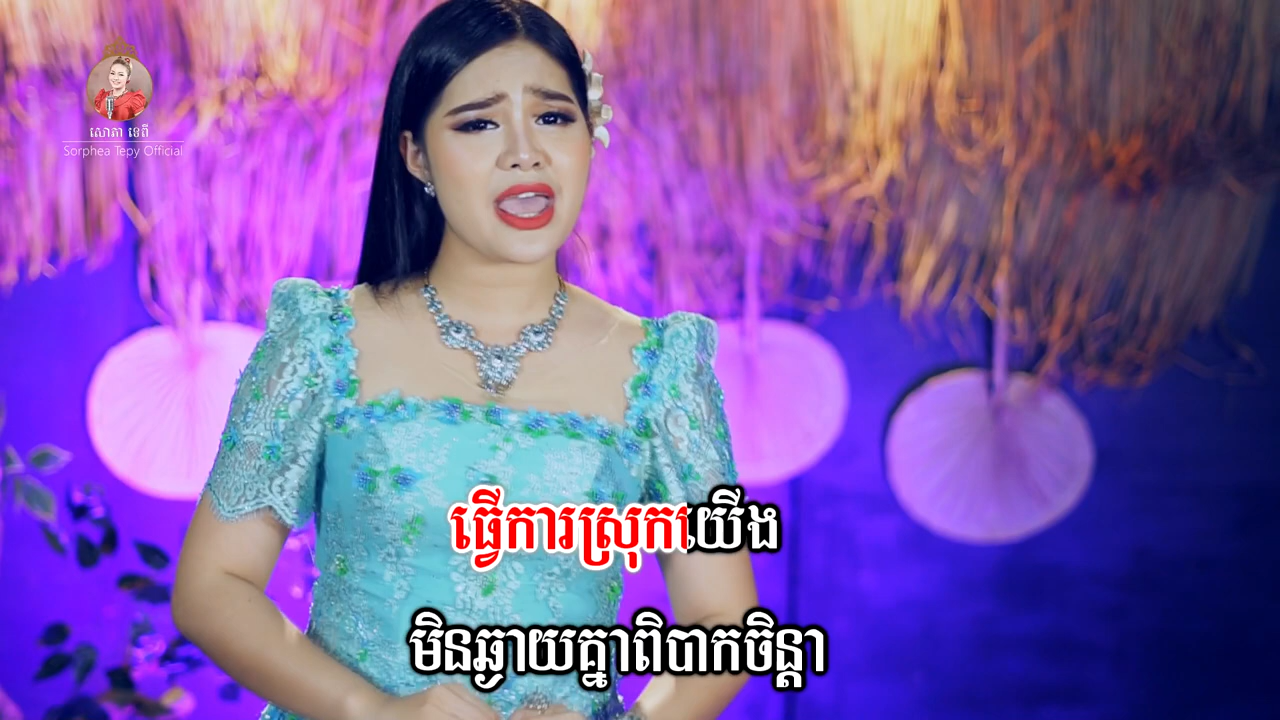 សោភា ទេពី
Sorphea Tepy Official
ធ្វើការស្រុកយើង
មិនឆ្ងាយគ្នាពិបាកចិន្តា